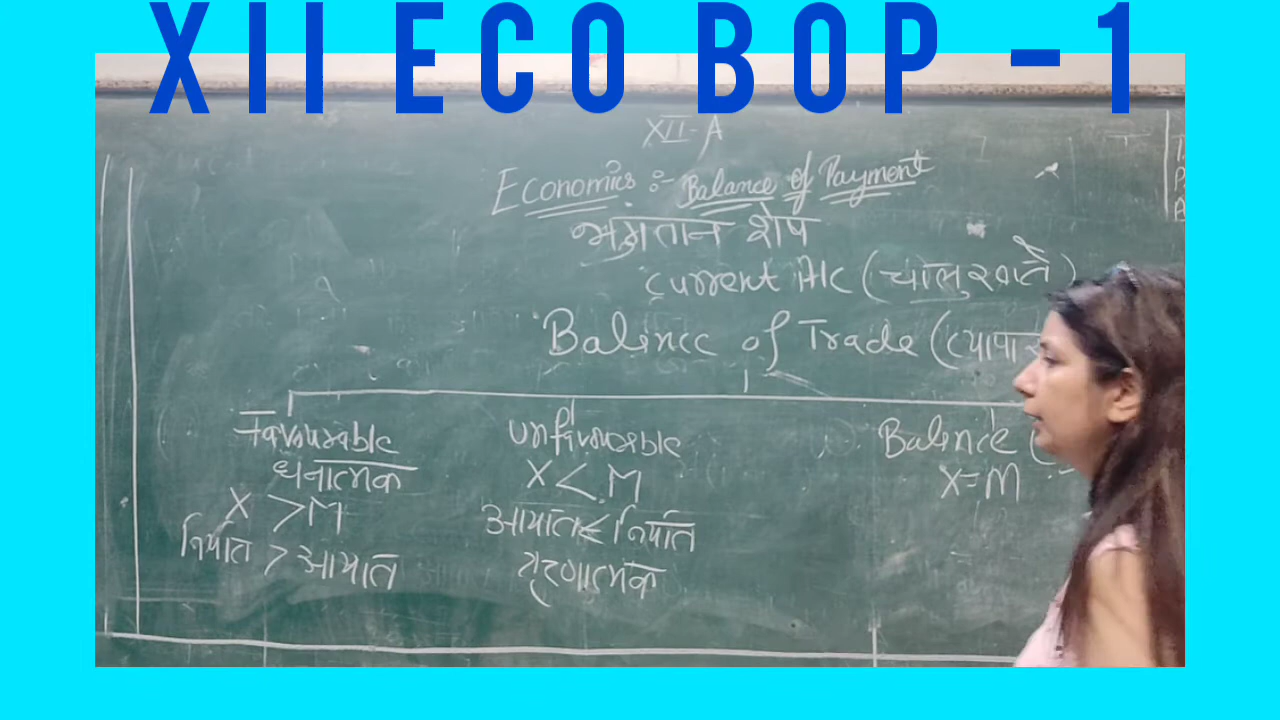 XII ECO BOP -1
XII-A
Economics :- Balance of Payment
भुगतान शेष
Current A/c (चालु खाते)
Balance of Trade (व्यापार
Favourable
धनात्मक
X > M
निर्यात > आयात
Unfavourable
X < M
आयात < निर्यात
ऋणात्मक
Balance (
X = M